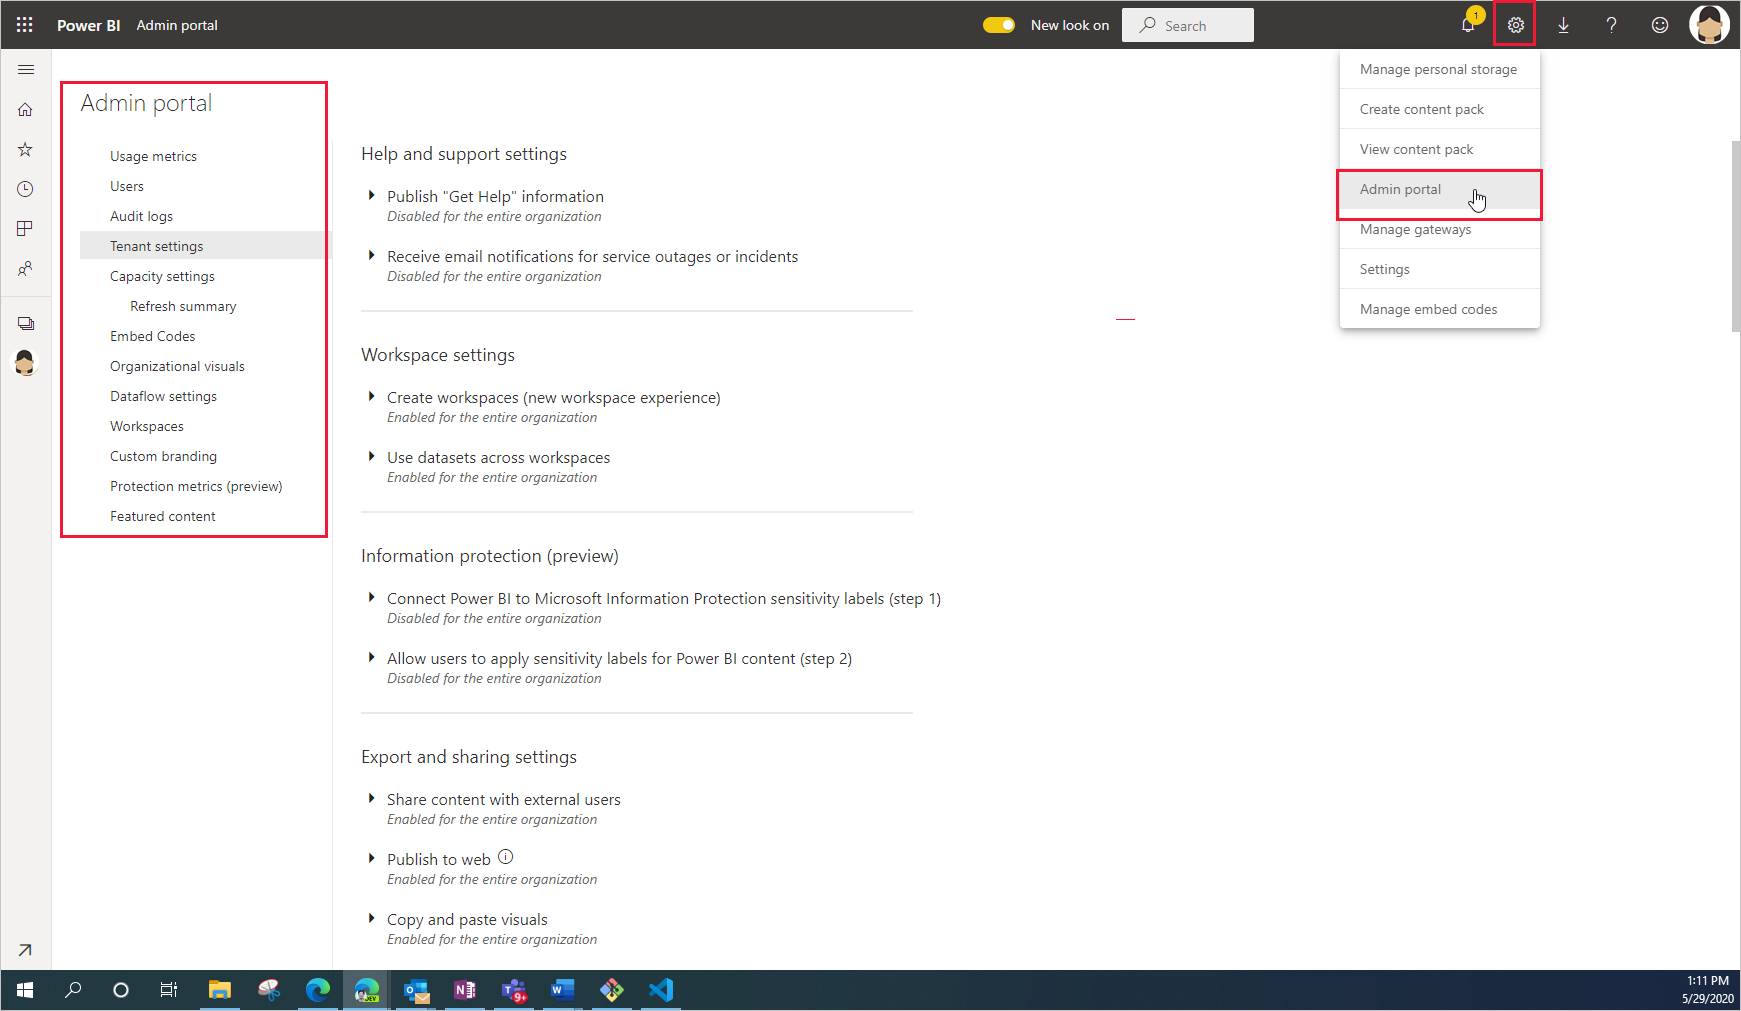 Power BI Admin portal
New look on
Search
1
Manage personal storage
Create content pack
View content pack
Admin portal
Manage gateways
Settings
Manage embed codes
Admin portal
Usage metrics
Users
Audit logs
Tenant settings
Capacity settings
Refresh summary
Embed Codes
Organizational visuals
Dataflow settings
Workspaces
Custom branding
Protection metrics (preview)
Featured content
Help and support settings
Publish "Get Help" information
Disabled for the entire organization
Receive email notifications for service outages or incidents
Disabled for the entire organization
Workspace settings
Create workspaces (new workspace experience)
Enabled for the entire organization
Use datasets across workspaces
Enabled for the entire organization
Information protection (preview)
Connect Power BI to Microsoft Information Protection sensitivity labels (step 1)
Disabled for the entire organization
Allow users to apply sensitivity labels for Power BI content (step 2)
Disabled for the entire organization
Export and sharing settings
Share content with external users
Enabled for the entire organization
Publish to web
Enabled for the entire organization
Copy and paste visuals
Enabled for the entire organization
DEV
9+
1:11 PM
5/29/2020